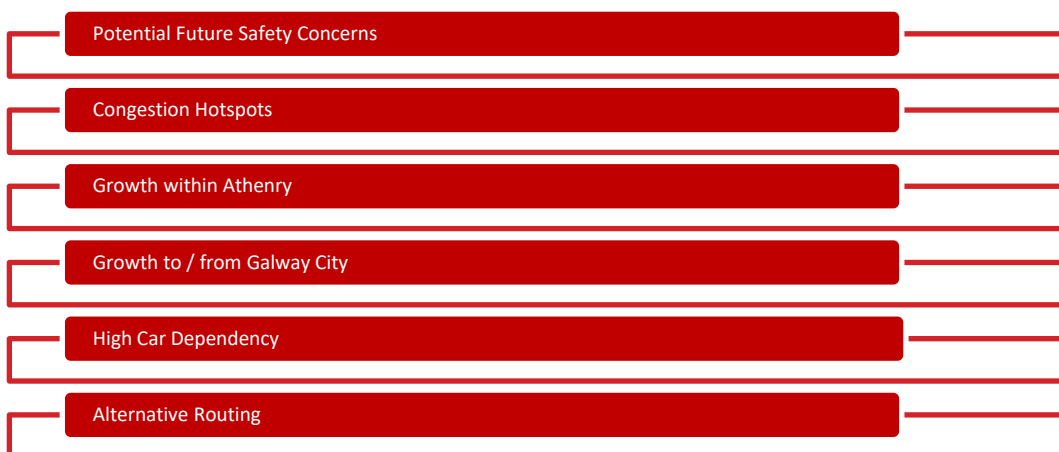 Potential Future Safety Concerns
Congestion Hotspots
Growth within Athenry
Growth to / from Galway City
High Car Dependency
Alternative Routing